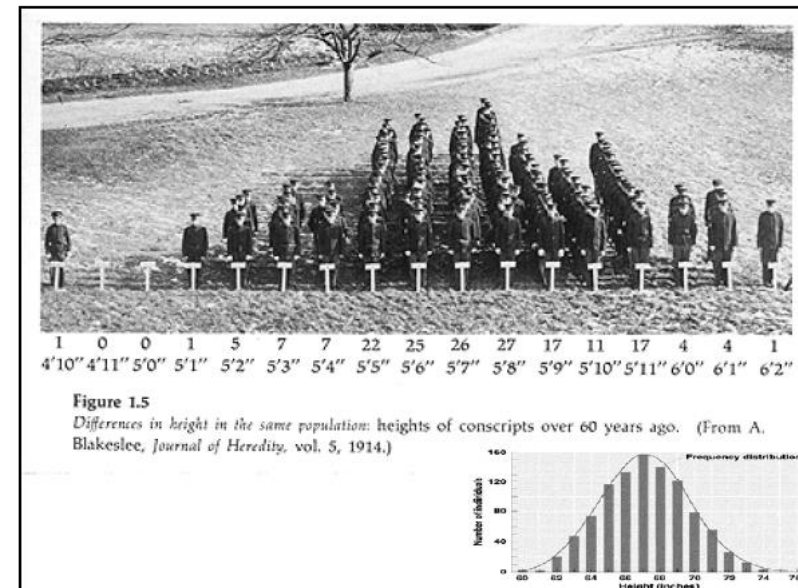 1 0 0 1 5 7 7 22 25 26 27 17 11 17 4 4 1
4'10" 4'11" 5'0" 5'1" 5'2" 5'3" 5'4" 5'5" 5'6" 5'7" 5'8" 5'9" 5'10" 5'11" 6'0" 6'1" 6'2"
Figure 1.5
Differences in height in the same population: heights of conscripts over 60 years ago. (From A.
Blakeslee, Journal of Heredity, vol. 5, 1914.)
Frequency distribution
160
120
80
40
Number of individuals
60 62 64 66 68 70 72 74
Height (inches)